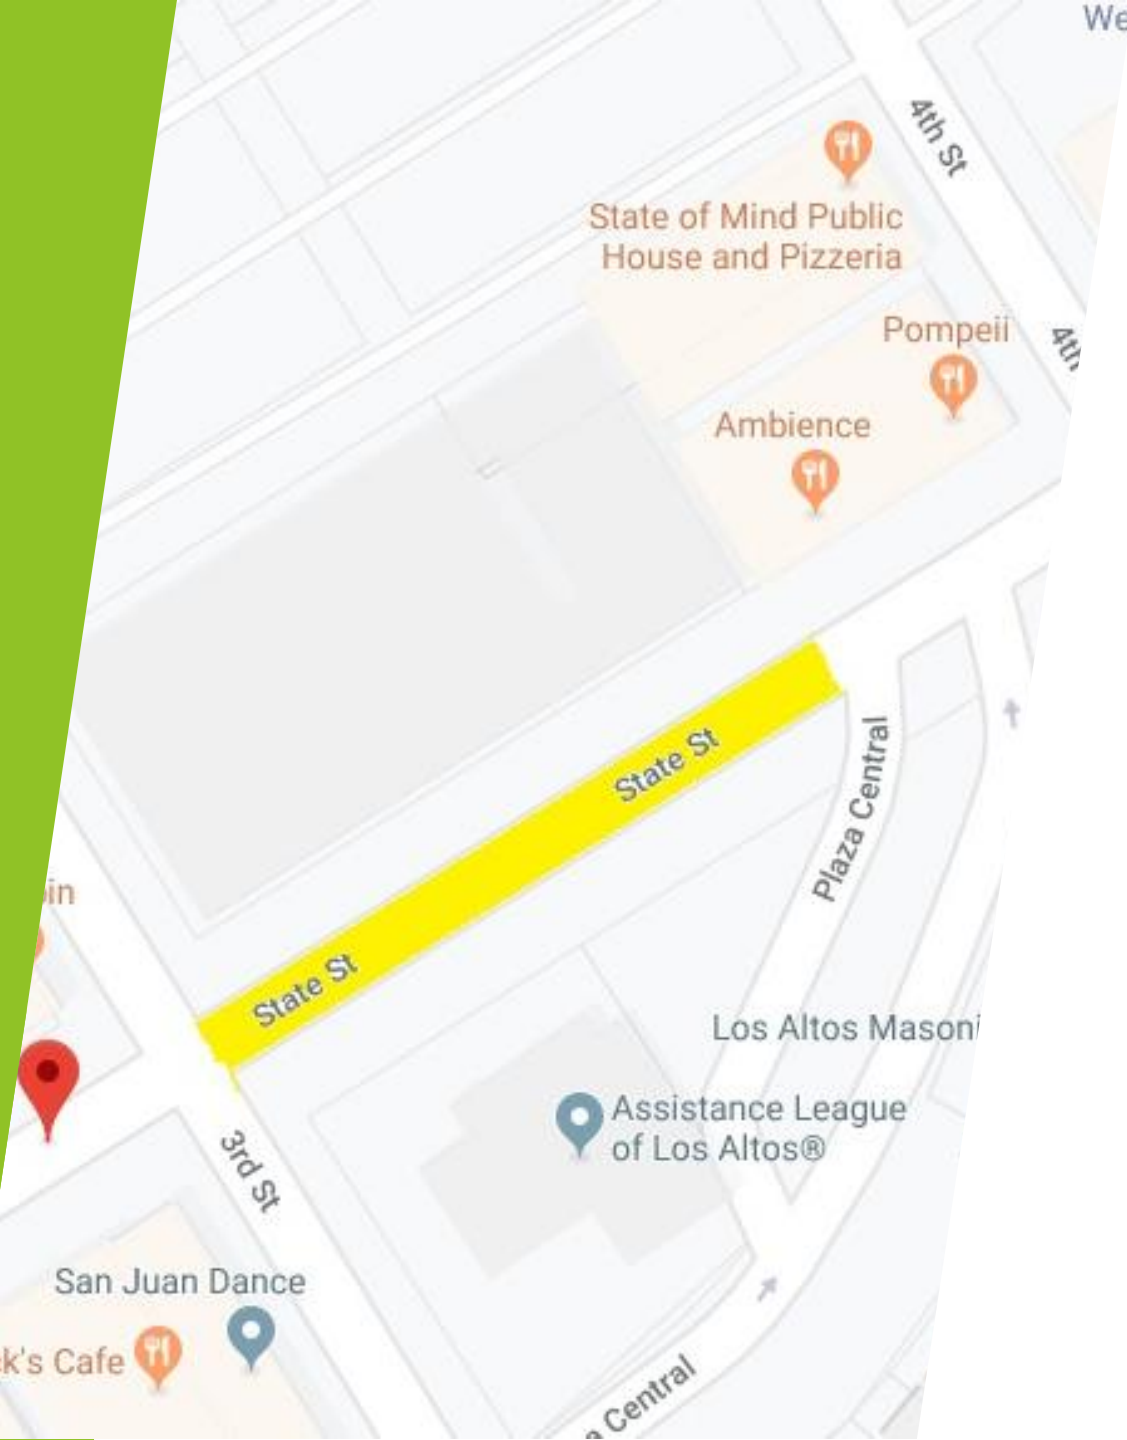 We
4th St
State of Mind Public
House and Pizzeria
Pompeii
4th
Ambience
State St
Plaza Central
in
State St
Los Altos Masoni
Assistance League
of Los Altos®
3rd St
San Juan Dance
k's Cafe
a Central